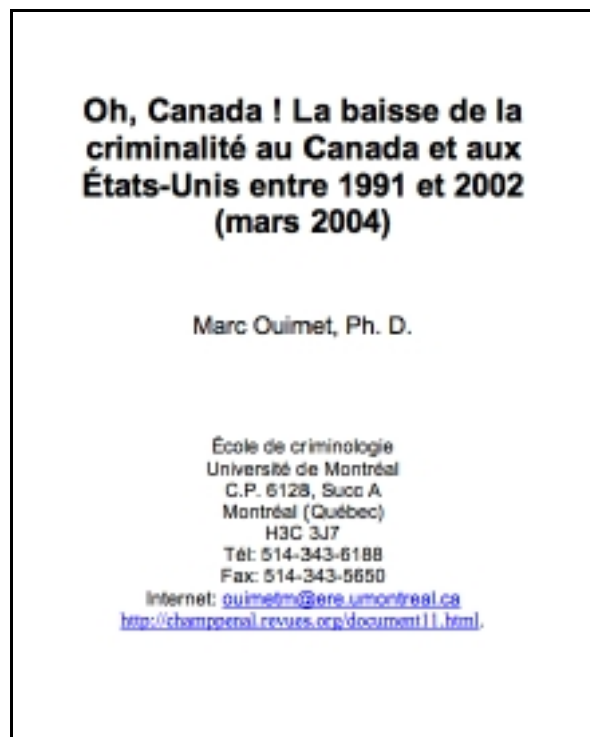 Oh, Canada ! La baisse de la
criminalité au Canada et aux
États-Unis entre 1991 et 2002
(mars 2004)
Marc Ouimet, Ph. D.
École de criminologie
Université de Montréal
C.P. 6128, Succ A
Montréal (Québec)
H3C 3J7
Tél: 514-343-6188
Fax: 514-343-5650
Internet: ouimetm@ere.umontreal.ca
http://champpenal.revues.org/document11.html.